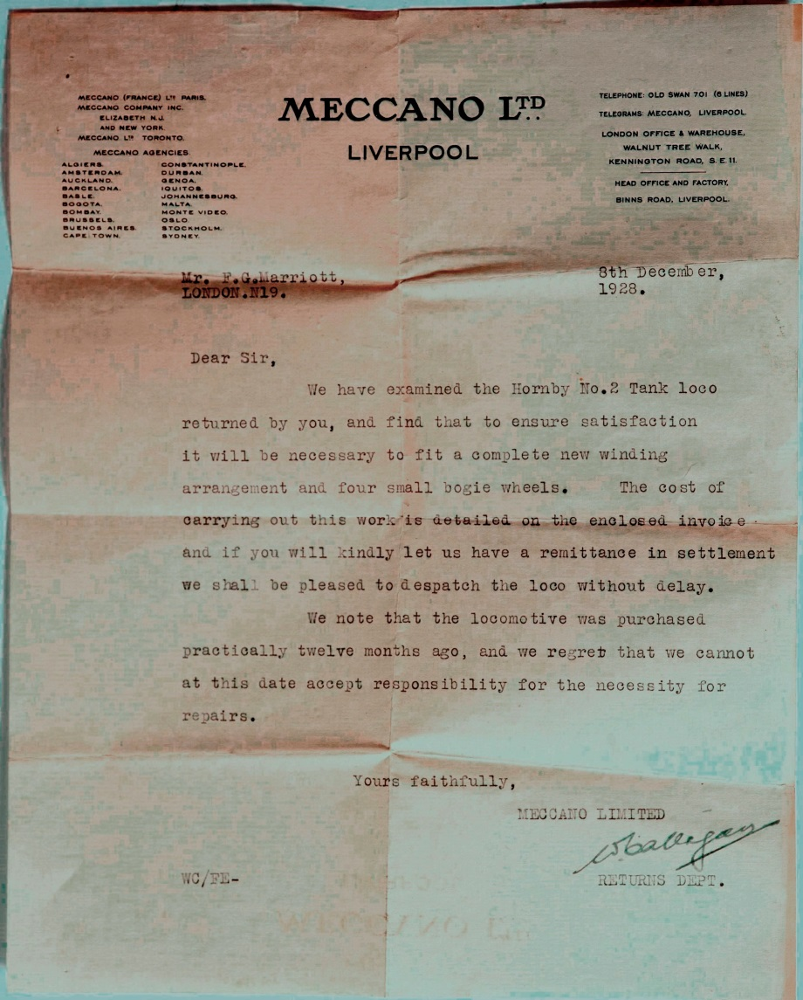 MECCANO (FRANCE) LTD PARIS.
MECCANO COMPANY INC.
ELIZABETH N.J.
AND NEW YORK.
MECCANO LTD TORONTO.
MECCANO AGENCIES
ALGIERS. CONSTANTINOPLE.
AMSTERDAM. DURBAN.
AUCKLAND. GENOA.
BARCELONA. IQUITOS.
BASLE. JOHANNESBURG.
BOGOTA. MALTA.
BOMBAY. MONTE VIDEO.
BRUSSELS. OSLO.
BUENOS AIRES. STOCKHOLM.
CAPE TOWN. SYDNEY.
MECCANO LTD
LIVERPOOL
TELEPHONE: OLD SWAN 701 (6 LINES)
TELEGRAMS: MECCANO, LIVERPOOL.
LONDON OFFICE & WAREHOUSE,
WALNUT TREE WALK,
KENNINGTON ROAD, S.E.11.
HEAD OFFICE AND FACTORY,
BINNS ROAD, LIVERPOOL.
Mr. F.G.Marriott,
LONDON.N19.
8th December,
1928.
Dear Sir,
We have examined the Hornby No.2 Tank loco
returned by you, and find that to ensure satisfaction
it will be necessary to fit a complete new winding
arrangement and four small bogie wheels. The cost of
carrying out this work is detailed on the enclosed invoice
and if you will kindly let us have a remittance in settlement
we shall be pleased to despatch the loco without delay.
We note that the locomotive was purchased
practically twelve months ago, and we regret that we cannot
at this date accept responsibility for the necessity for
repairs.
Yours faithfully,
MECCANO LIMITED
WC/FE-
RETURNS DEPT.